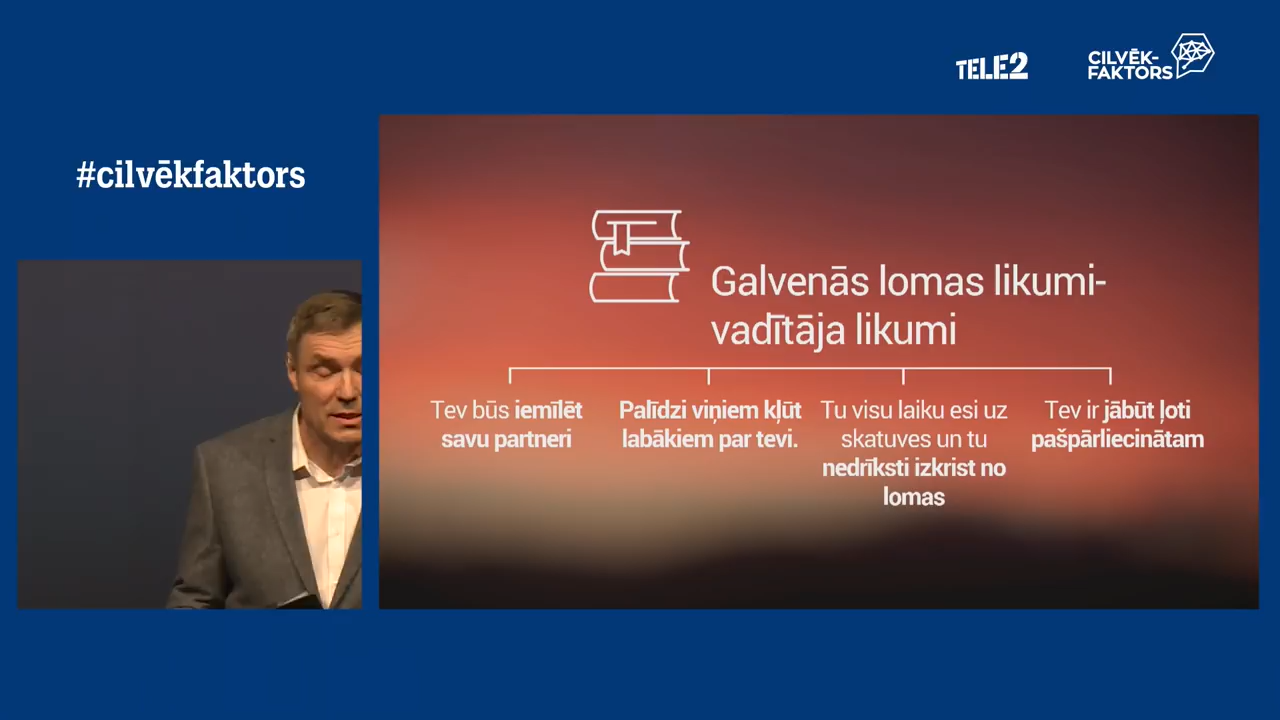 TELE2
CILVĒK-
FAKTORS
#cilvēkfaktors
Galvenās lomas likumi-
vadītāja likumi
Tev būs iemīlēt
savu partneri
Palīdzi viņiem kļūt
labākiem par tevi.
Tu visu laiku esi uz
skatuves un tu
nedrīksti izkrist no
lomas
Tev ir jābūt ļoti
pašpārliecinātam